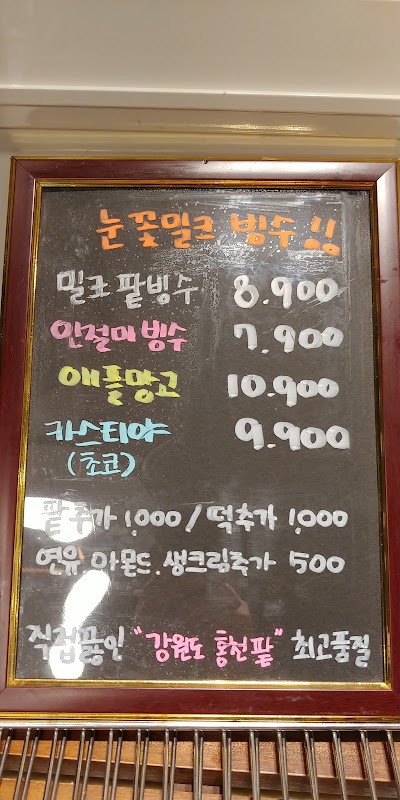 눈꽃밀크 빙수!!
밀크 팥빙수 8.900
인절미 빙수 7.900
애플망고 10.900
카스티야 9.900
(초코)
팥추가 1,000 / 떡추가 1,000
연유 아몬드. 생크림추가 500
직접끓인 "강원도 홍천팥" 최고품질